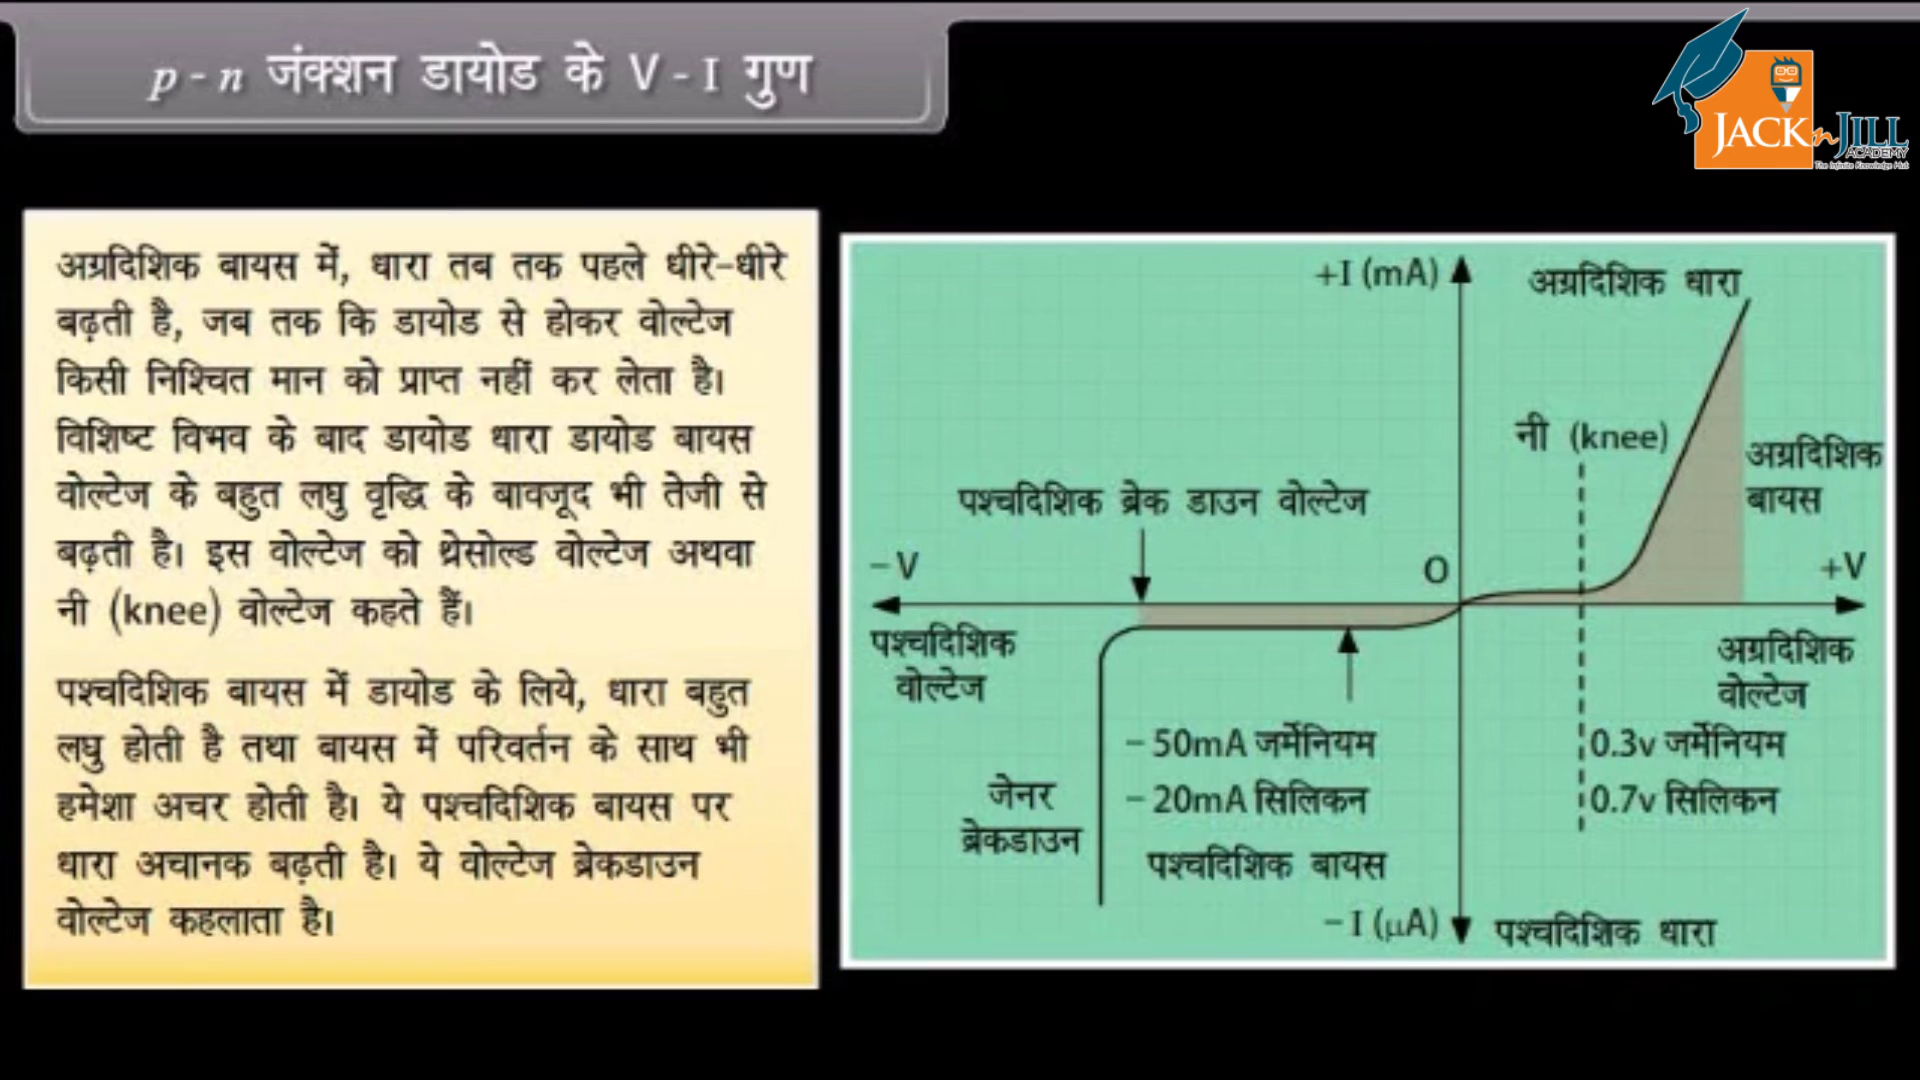 p - n जंक्शन डायोड के V - I गुण
JACK n JILL
ACADEMY
The Infinite Knowledge Hub
अग्रदिशिक बायस में, धारा तब तक पहले धीरे-धीरे
बढ़ती है, जब तक कि डायोड से होकर वोल्टेज
किसी निश्चित मान को प्राप्त नहीं कर लेता है।
विशिष्ट विभव के बाद डायोड धारा डायोड बायस
वोल्टेज के बहुत लघु वृद्धि के बावजूद भी तेजी से
बढ़ती है। इस वोल्टेज को थ्रेसोल्ड वोल्टेज अथवा
नी (knee) वोल्टेज कहते हैं।
पश्चदिशिक बायस में डायोड के लिये, धारा बहुत
लघु होती है तथा बायस में परिवर्तन के साथ भी
हमेशा अचर होती है। ये पश्चदिशिक बायस पर
धारा अचानक बढ़ती है। ये वोल्टेज ब्रेकडाउन
वोल्टेज कहलाता है।
+I (mA)
अग्रदिशिक धारा
नी (knee)
अग्रदिशिक
बायस
पश्चदिशिक ब्रेक डाउन वोल्टेज
- V
O
+V
पश्चदिशिक
वोल्टेज
अग्रदिशिक
वोल्टेज
- 50mA जर्मेनियम
- 20mA सिलिकन
0.3v जर्मेनियम
0.7v सिलिकन
जेनर
ब्रेकडाउन
पश्चदिशिक बायस
- I (μA)
पश्चदिशिक धारा